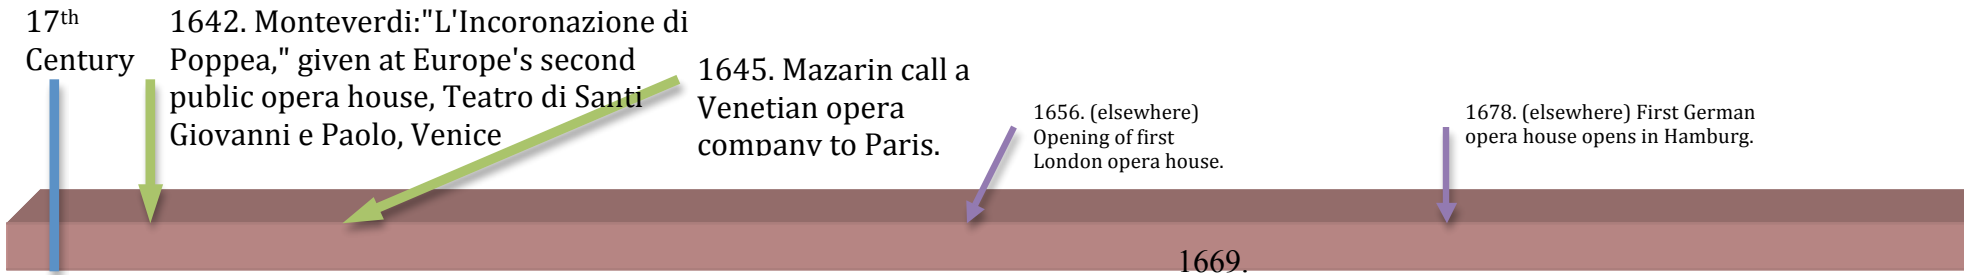 17th
Century
1642. Monteverdi:"L'Incoronazione di
Poppea," given at Europe's second
public opera house, Teatro di Santi
Giovanni e Paolo, Venice
1645. Mazarin call a
Venetian opera
company to Paris.
1656. (elsewhere)
Opening of first
London opera house.
1678. (elsewhere) First German
opera house opens in Hamburg.
1669.